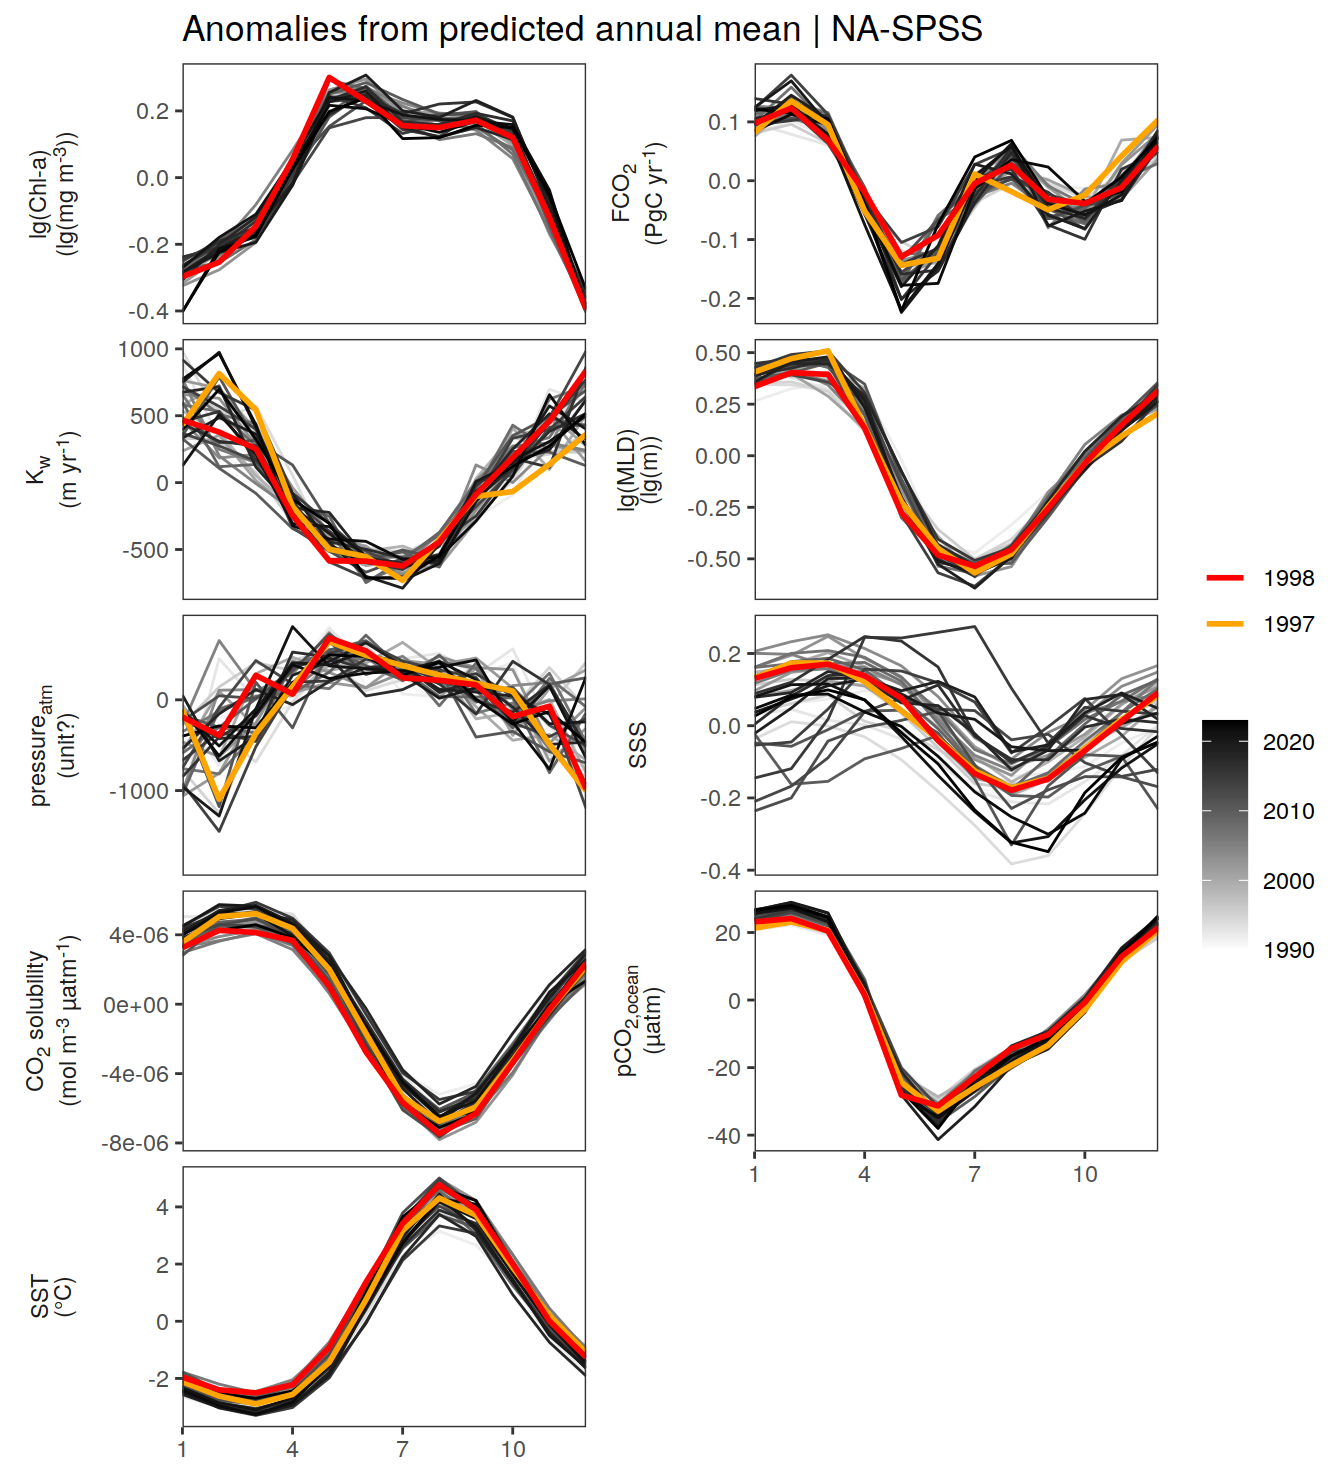 Anomalies from predicted annual mean | NA-SPSS
lg(Chl-a)
(lg(mg m⁻³))
0.2
0.0
-0.2
-0.4
FCO₂
(PgC yr⁻¹)
0.1
0.0
-0.1
-0.2
Kw
(m yr⁻¹)
1000
500
0
-500
lg(MLD)
(lg(m))
0.50
0.25
0.00
-0.25
-0.50
pressureatm
(unit?)
0
-1000
SSS
0.2
0.0
-0.2
-0.4
CO₂ solubility
(mol m⁻³ µatm⁻¹)
4e-06
0e+00
-4e-06
-8e-06
pCO₂,ocean
(µatm)
20
0
-20
-40
1 4 7 10
SST
(°C)
4
2
0
-2
1 4 7 10
1998
1997
2020
2010
2000
1990